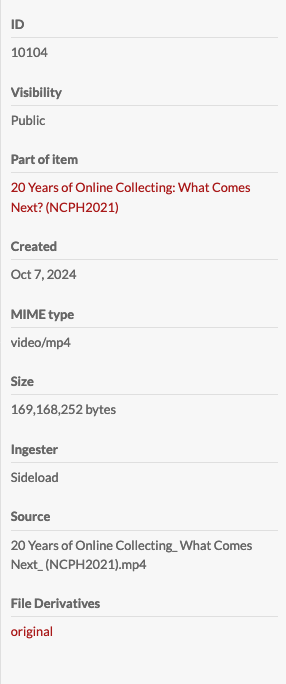 ID
10104
Visibility
Public
Part of item
20 Years of Online Collecting: What Comes
Next? (NCPH2021)
Created
Oct 7, 2024
MIME type
video/mp4
Size
169,168,252 bytes
Ingester
Sideload
Source
20 Years of Online Collecting_ What Comes
Next_ (NCPH2021).mp4
File Derivatives
original